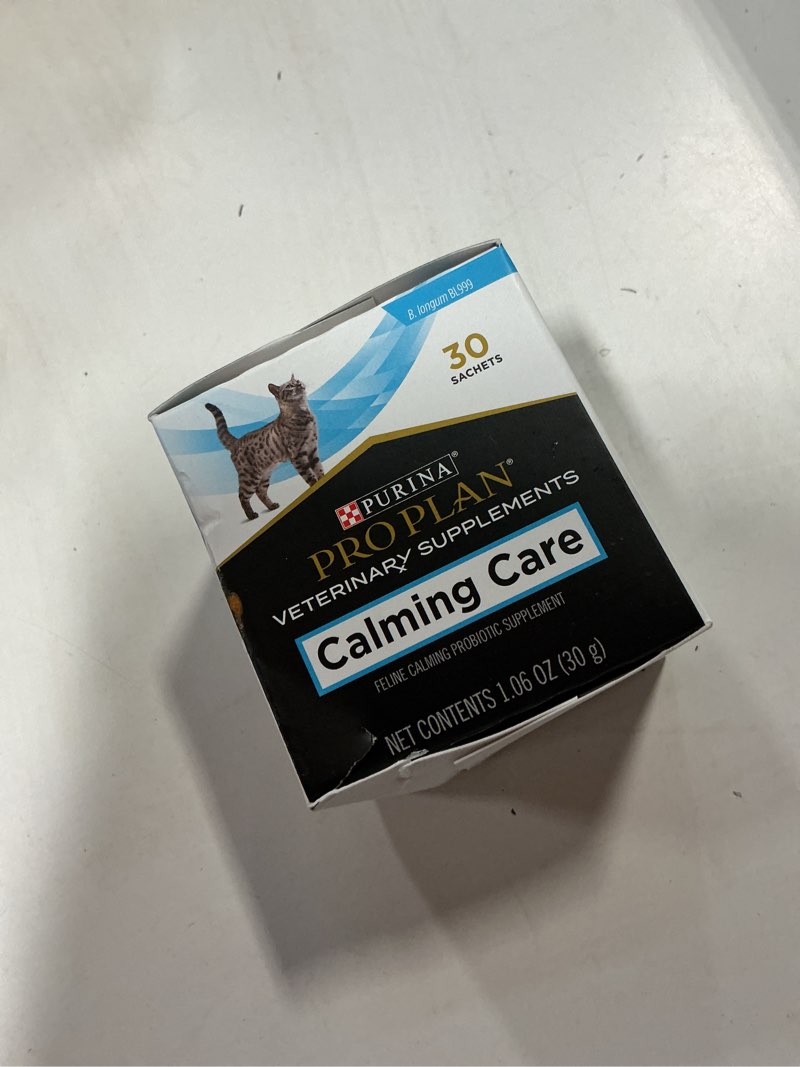 B. longum BL999
30
SACHETS
PURINA®
PRO PLAN®
VETERINARY SUPPLEMENTS
Calming Care
FELINE CALMING PROBIOTIC SUPPLEMENT
NET CONTENTS 1.06 OZ (30 g)